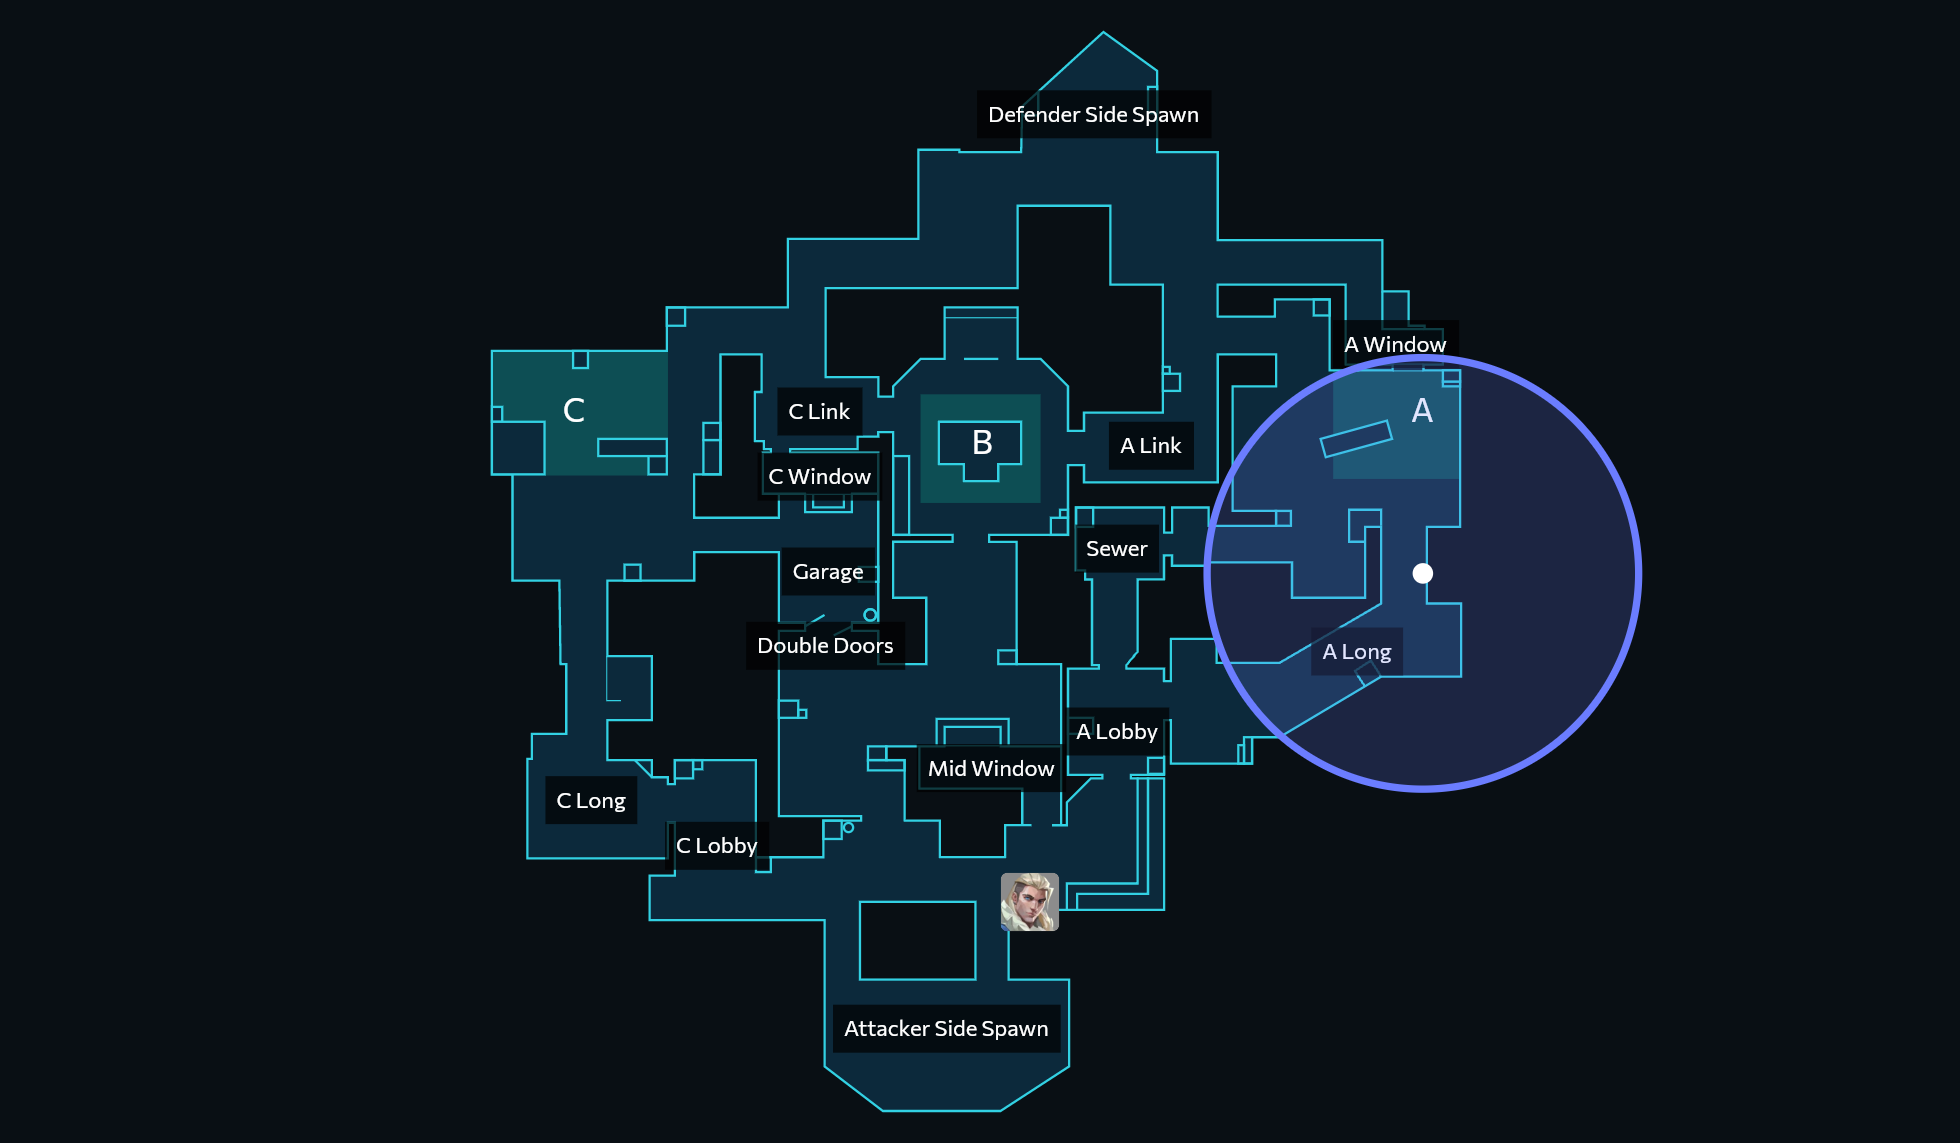 Defender Side Spawn
A Window
C
C Link
B
A Link
A
C Window
Sewer
Garage
Double Doors
A Long
A Lobby
Mid Window
C Long
C Lobby
Attacker Side Spawn